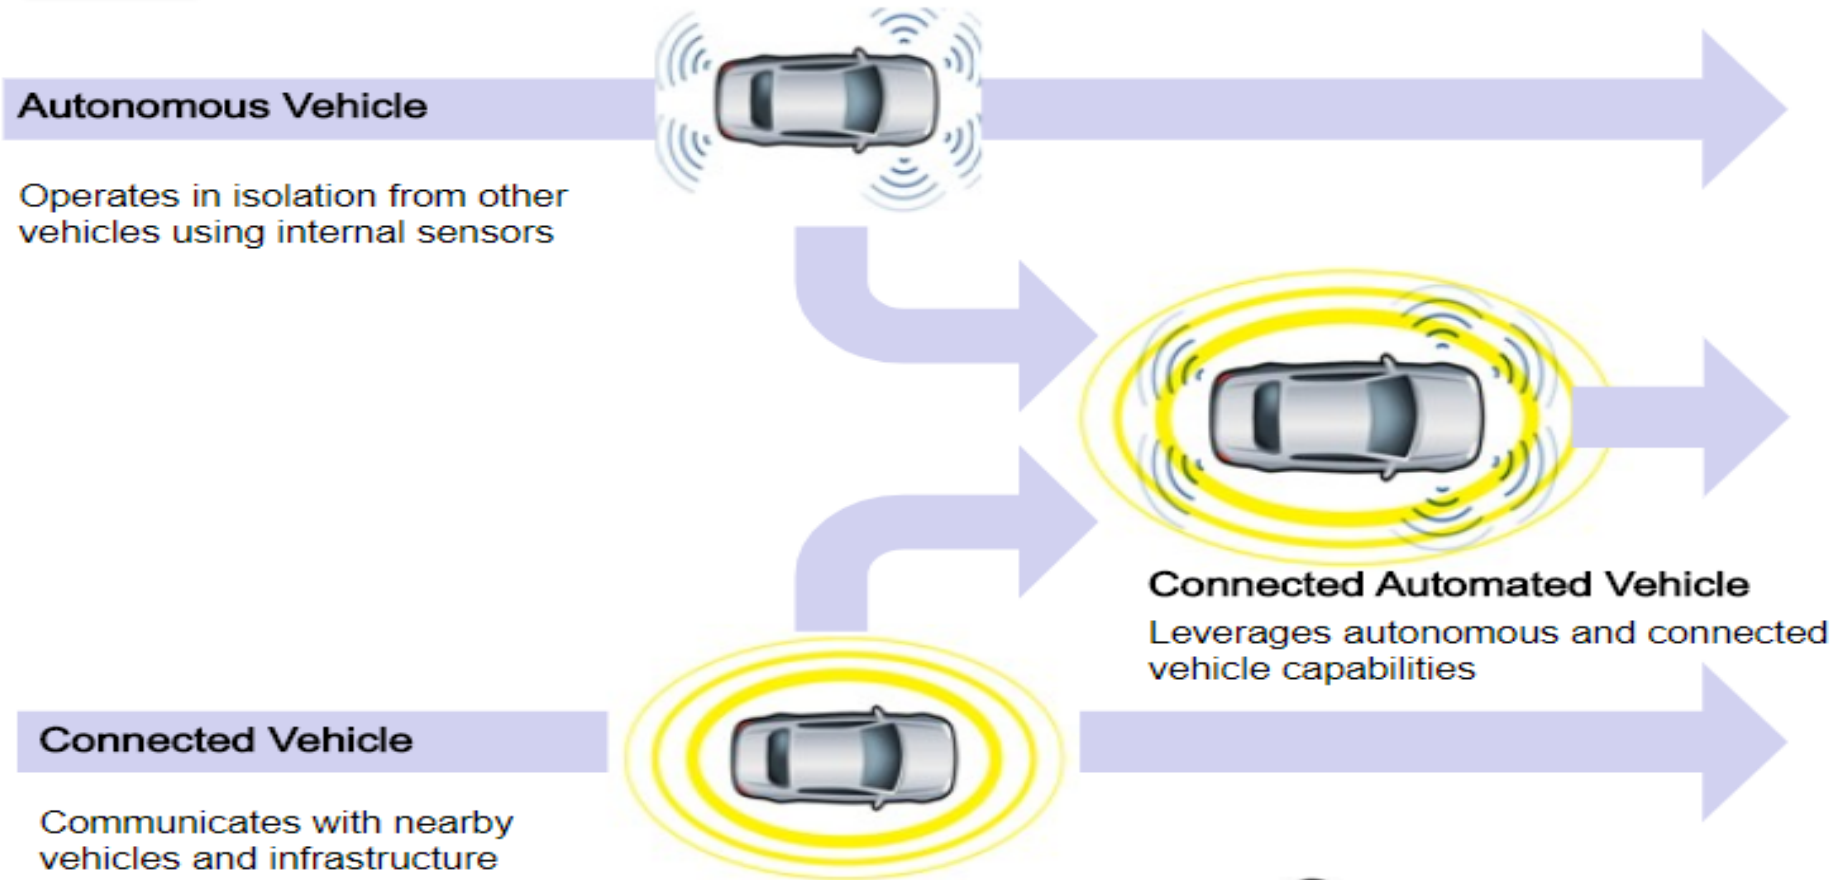 Autonomous Vehicle
Operates in isolation from other
vehicles using internal sensors
Connected Automated Vehicle
Leverages autonomous and connected
vehicle capabilities
Connected Vehicle
Communicates with nearby
vehicles and infrastructure